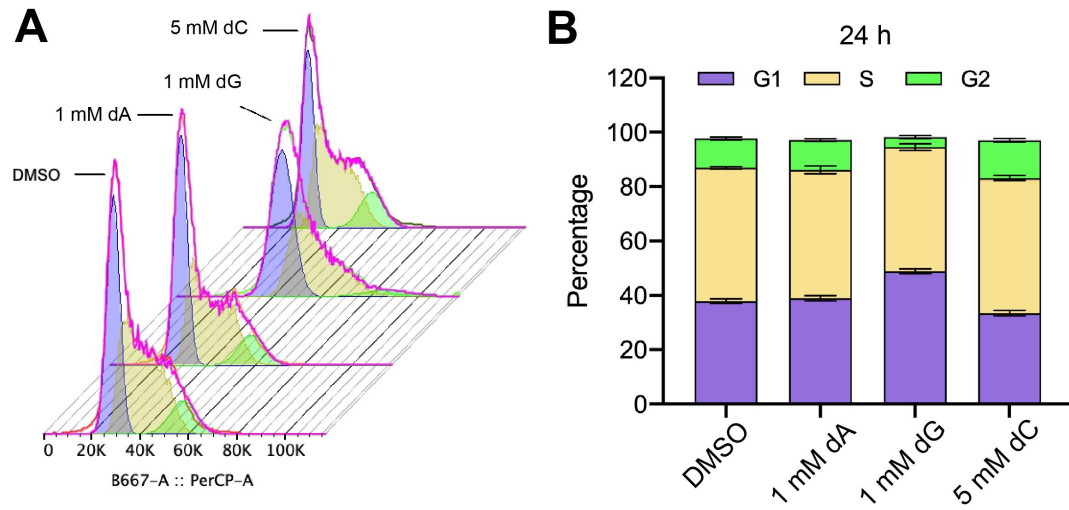 A
5 mM dC
1 mM dG
1 mM dA
DMSO
0 20K 40K 60K 80K 100K
B667-A :: PerCP-A
B
24 h
G1 S G2
Percentage
120
100
80
60
40
20
0
DMSO
1 mM dA
1 mM dG
5 mM dC